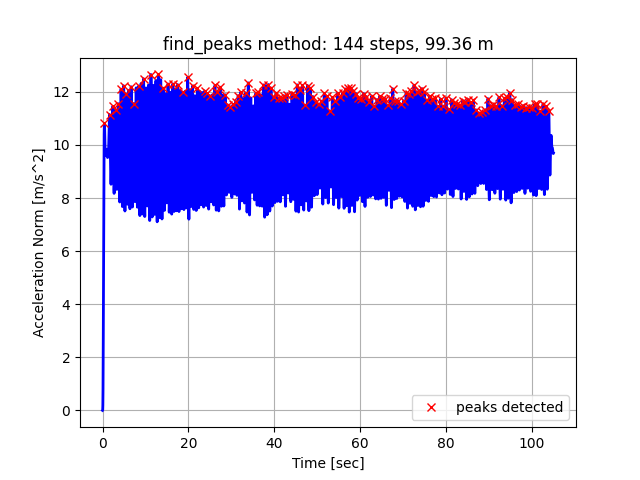 find_peaks method: 144 steps, 99.36 m
12
10
8
6
4
2
0
Acceleration Norm [m/s^2]
peaks detected
0 20 40 60 80 100
Time [sec]